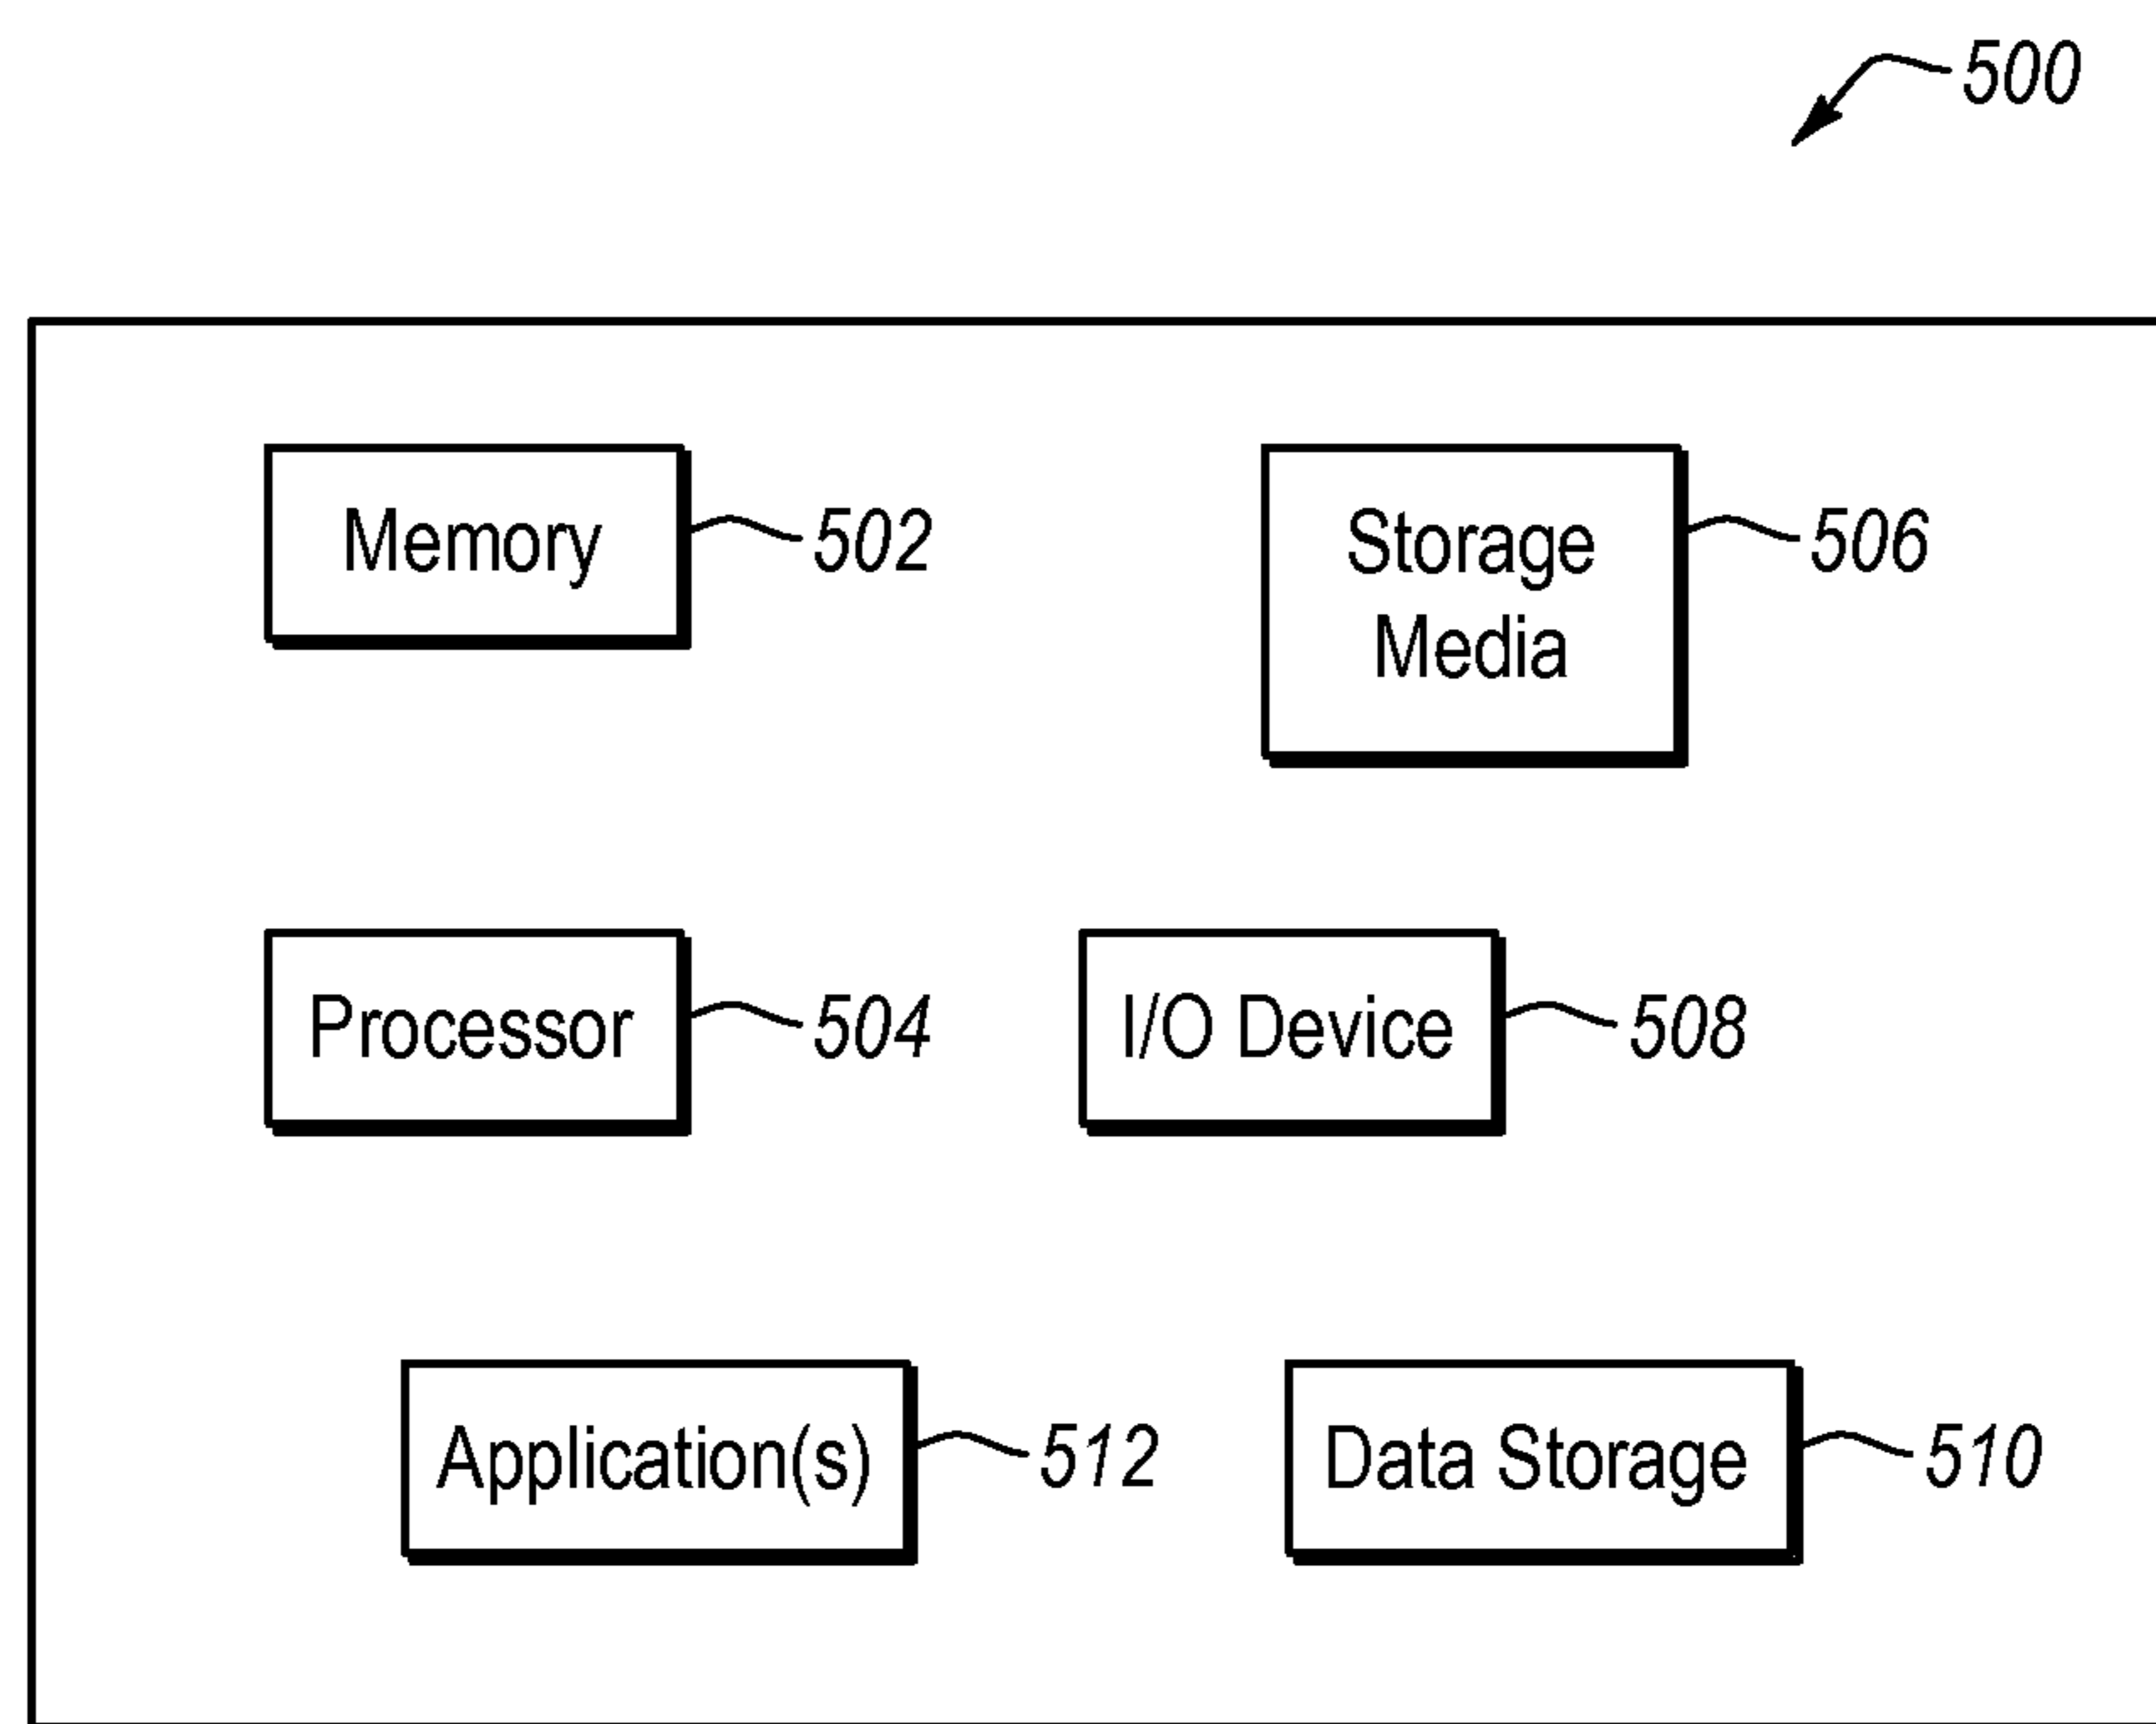 500
Memory
502
Storage
Media
506
Processor
504
I/O Device
508
Application(s)
512
Data Storage
510